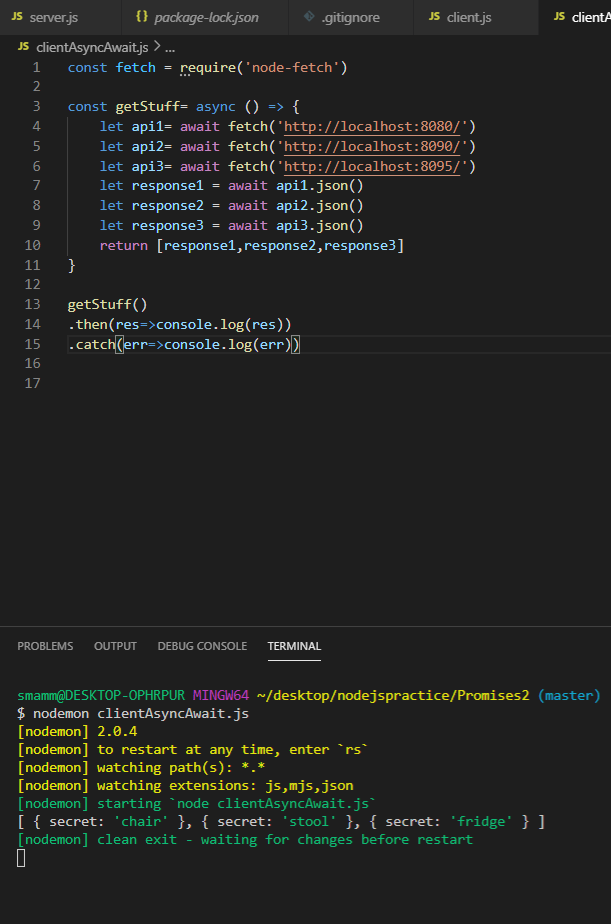 JS server.js {} package-lock.json .gitignore JS client.js JS clientA
JS clientAsyncAwait.js > ...
1 const fetch = require('node-fetch')
2
3 const getStuff= async () => {
4 let api1= await fetch('http://localhost:8080/')
5 let api2= await fetch('http://localhost:8090/')
6 let api3= await fetch('http://localhost:8095/')
7 let response1 = await api1.json()
8 let response2 = await api2.json()
9 let response3 = await api3.json()
10 return [response1,response2,response3]
11 }
12
13 getStuff()
14 .then(res=>console.log(res))
15 .catch(err=>console.log(err))
16
17
PROBLEMS OUTPUT DEBUG CONSOLE TERMINAL
smamm@DESKTOP-OPHRPUR MINGW64 ~/desktop/nodejspractice/Promises2 (master)
$ nodemon clientAsyncAwait.js
[nodemon] 2.0.4
[nodemon] to restart at any time, enter `rs`
[nodemon] watching path(s): *.*
[nodemon] watching extensions: js,mjs,json
[nodemon] starting `node clientAsyncAwait.js`
[ { secret: 'chair' }, { secret: 'stool' }, { secret: 'fridge' } ]
[nodemon] clean exit - waiting for changes before restart